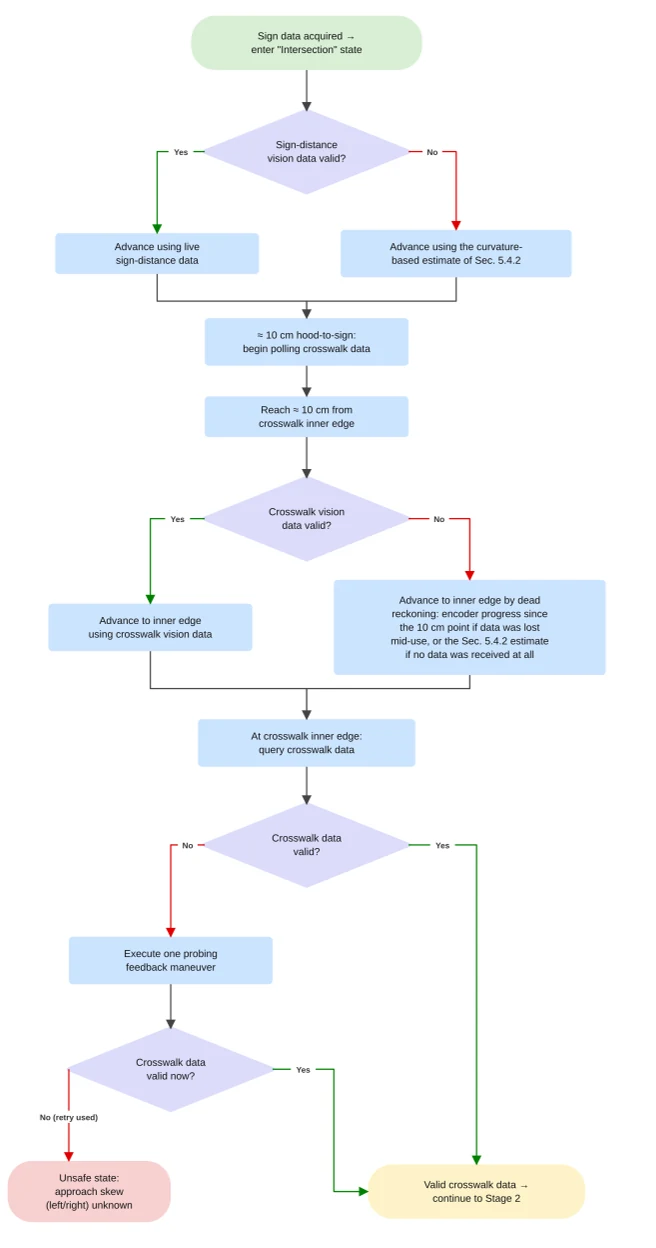 Sign data acquired →
enter "Intersection" state
Sign-distance
vision data valid?
Yes
No
Advance using live
sign-distance data
Advance using the curvature-
based estimate of Sec. 5.4.2
≈ 10 cm hood-to-sign:
begin polling crosswalk data
Reach ≈ 10 cm from
crosswalk inner edge
Crosswalk vision
data valid?
Yes
No
Advance to inner edge
using crosswalk vision data
Advance to inner edge by dead
reckoning: encoder progress since
the 10 cm point if data was lost
mid-use, or the Sec. 5.4.2 estimate
if no data was received at all
At crosswalk inner edge:
query crosswalk data
Crosswalk data
valid?
No
Yes
Execute one probing
feedback maneuver
Crosswalk data
valid now?
Yes
No (retry used)
Unsafe state:
approach skew
(left/right) unknown
Valid crosswalk data →
continue to Stage 2